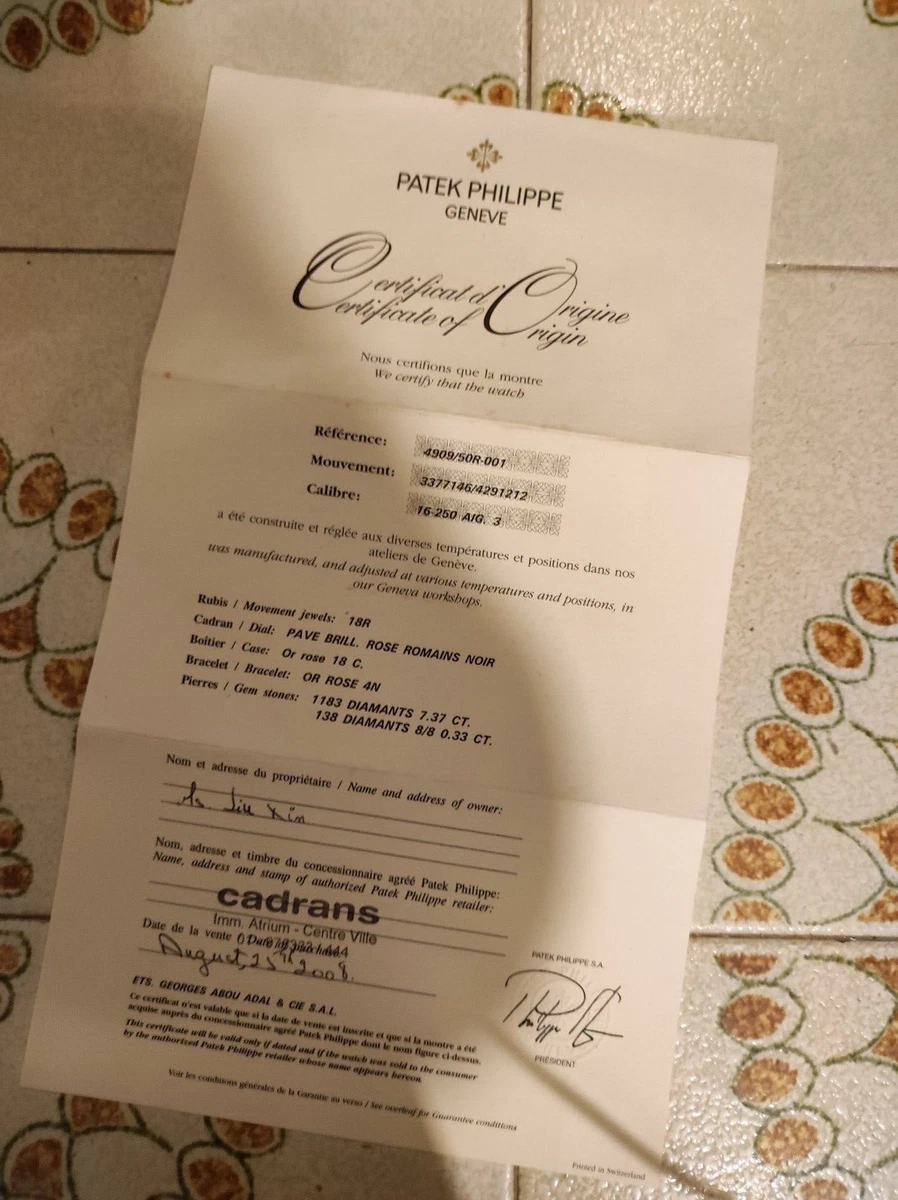 PATEK PHILIPPE
GENEVE
Certificat d'Origine
Certificate of Origin
Nous certifions que la montre
We certify that the watch
Référence: 4909/50R-001
Mouvement: 3377146/4291212
Calibre: 16-250 AIG. 3
a été construite et réglée aux diverses températures et positions dans nos
ateliers de Genève.
was manufactured, and adjusted at various temperatures and positions, in
our Geneva workshops.
Rubis / Movement jewels: 18R
Cadran / Dial: PAVE BRILL. ROSE ROMAINS NOIR
Boitier / Case: Or rose 18 C.
Bracelet / Bracelet: OR ROSE 4N
Pierres / Gem stones: 1183 DIAMANTS 7.37 CT.
138 DIAMANTS 8/8 0.33 CT.
Nom et adresse du propriétaire / Name and address of owner:
Liu Xin
Nom, adresse et timbre du concessionnaire agréé Patek Philippe:
Name, address and stamp of authorized Patek Philippe retailer:
cadrans
Imm. Atrium - Centre Ville
Date de la vente / Date of purchase:
August, 25th 2008.
ETS. GEORGES ABOU ADAL & CIE S.A.L.
Ce certificat n'est valable que si la date de vente est inscrite et que si la montre a été
acquise auprès du concessionnaire agréé Patek Philippe dont le nom figure ci-dessus.
This certificate will be valid only if dated and if the watch was sold to the consumer
by the authorized Patek Philippe retailer whose name appears hereon.
PATEK PHILIPPE S.A.
PRÉSIDENT
Voir les conditions générales de la Garantie au verso / See overleaf for Guarantee conditions
Printed in Switzerland